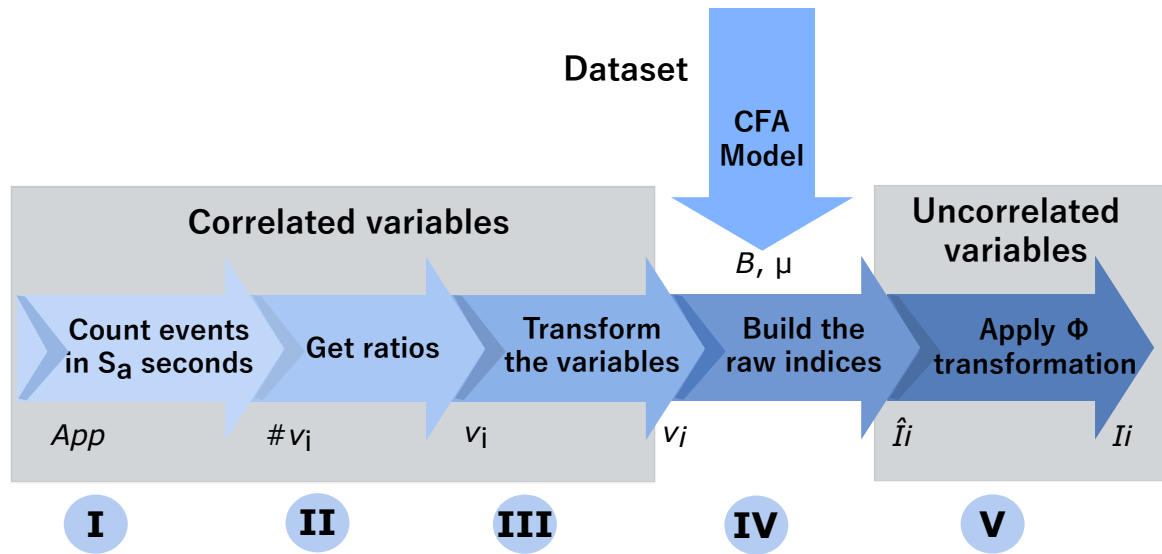 Dataset
CFA
Model
Correlated variables
Uncorrelated
variables
B, μ
Count events
in Sa seconds
Get ratios
Transform
the variables
Build the
raw indices
Apply Φ
transformation
App
#vi
vi
vi
Îi
Ii
I
II
III
IV
V